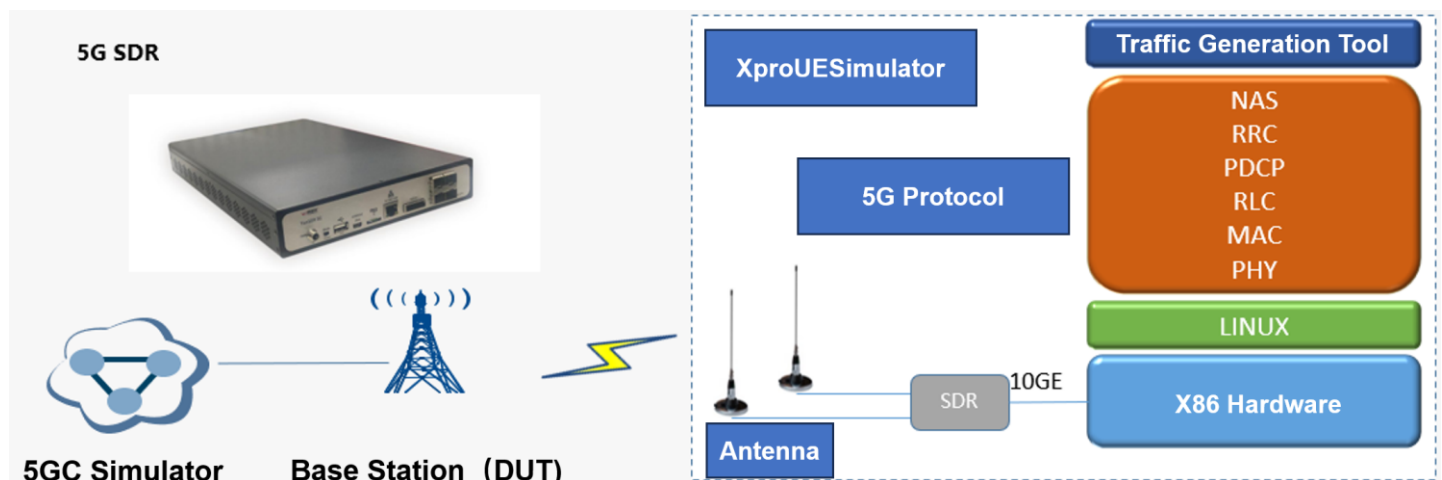 5G SDR
5GC Simulator
Base Station（DUT)
XproUESimulator
5G Protocol
Antenna
SDR
10GE
Traffic Generation Tool
NAS
RRC
PDCP
RLC
MAC
PHY
LINUX
X86 Hardware